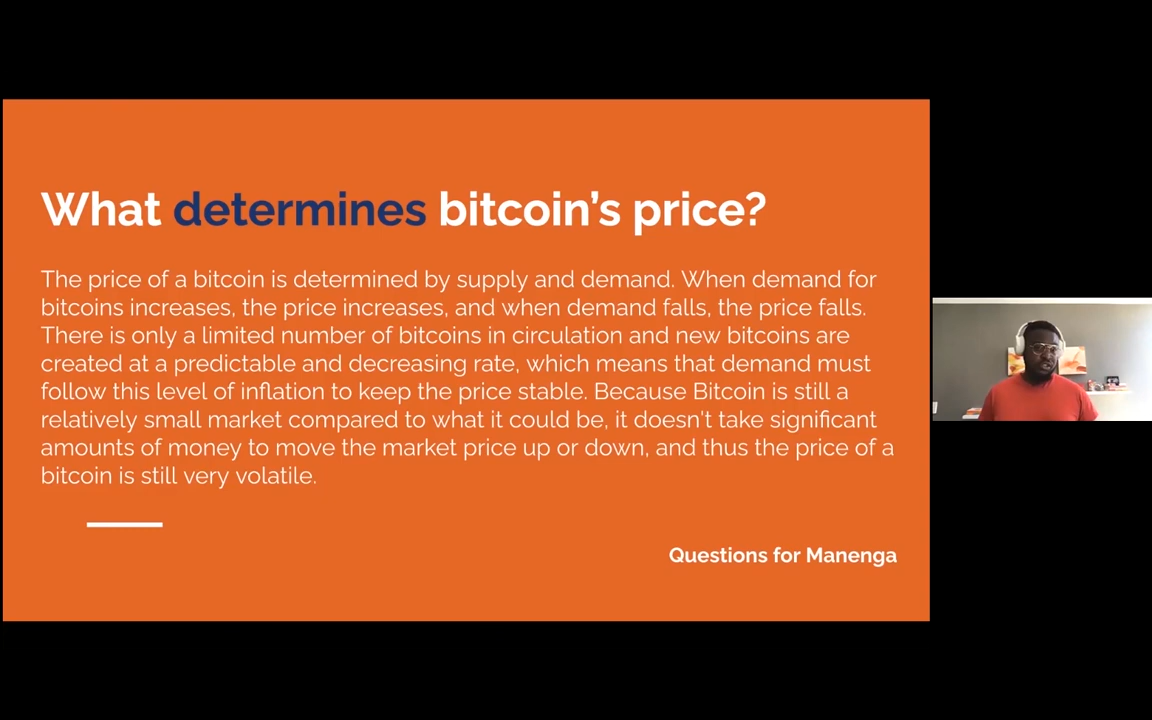 What determines bitcoin’s price?
The price of a bitcoin is determined by supply and demand. When demand for
bitcoins increases, the price increases, and when demand falls, the price falls.
There is only a limited number of bitcoins in circulation and new bitcoins are
created at a predictable and decreasing rate, which means that demand must
follow this level of inflation to keep the price stable. Because Bitcoin is still a
relatively small market compared to what it could be, it doesn't take significant
amounts of money to move the market price up or down, and thus the price of a
bitcoin is still very volatile.
Questions for Manenga